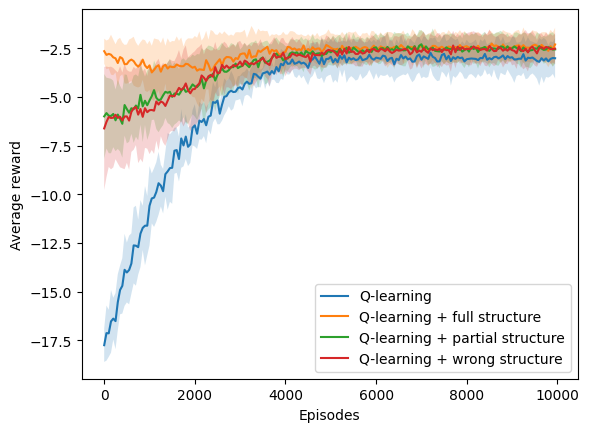 Average reward
−2.5
−5.0
−7.5
−10.0
−12.5
−15.0
−17.5
0
2000
4000
6000
8000
10000
Episodes
Q-learning
Q-learning + full structure
Q-learning + partial structure
Q-learning + wrong structure